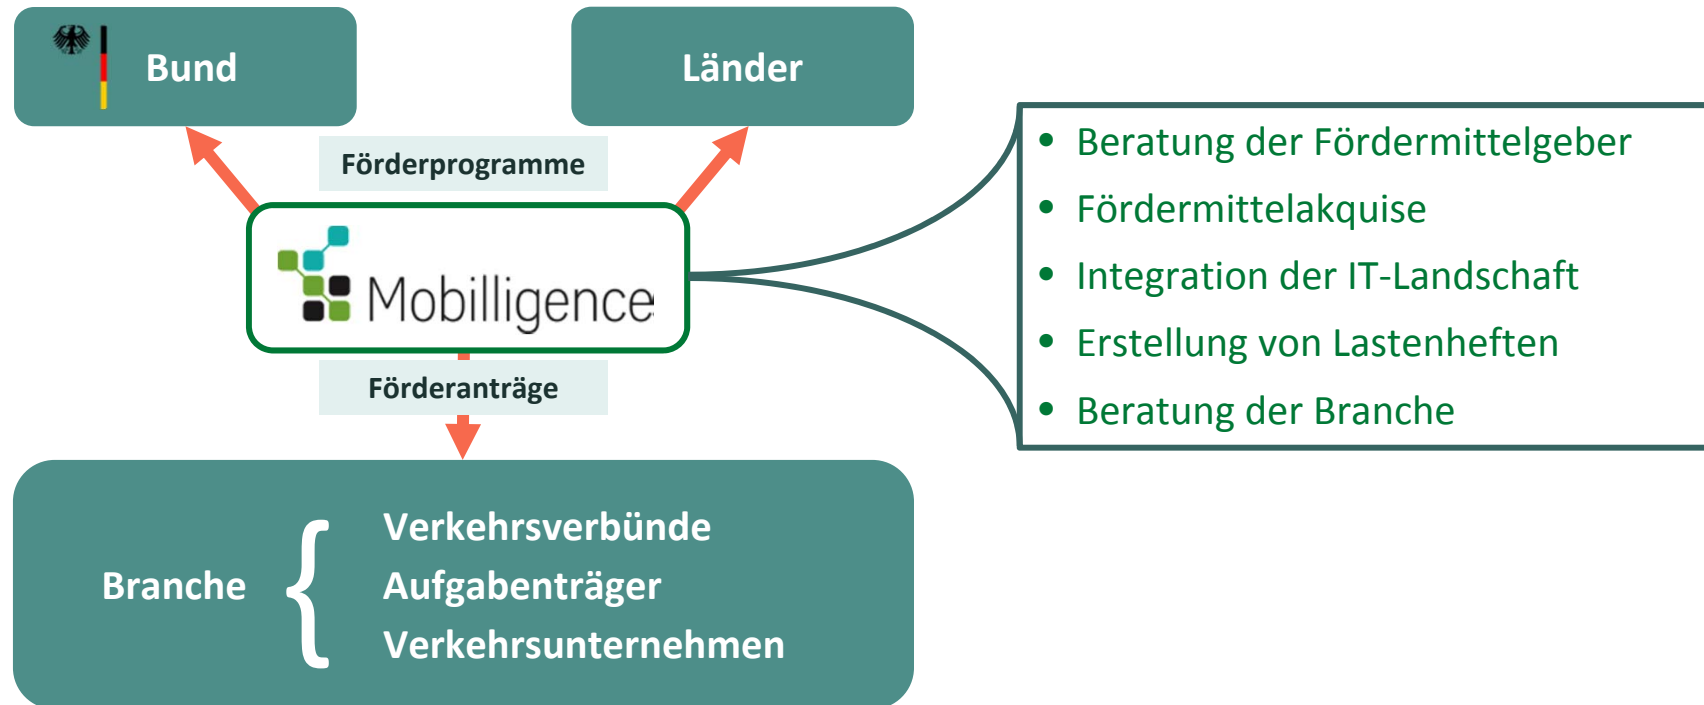 Bund
Länder
Förderprogramme
Mobilligence
Förderanträge
Branche
Verkehrsverbünde
Aufgabenträger
Verkehrsunternehmen
• Beratung der Fördermittelgeber
• Fördermittelakquise
• Integration der IT-Landschaft
• Erstellung von Lastenheften
• Beratung der Branche